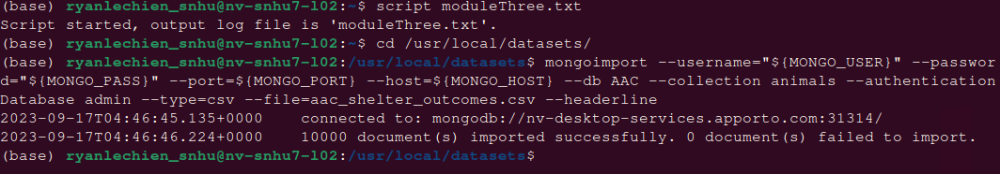 (base) ryanlechien_snhu@nv-snhu7-l02:~$ script moduleThree.txt
Script started, output log file is 'moduleThree.txt'.
(base) ryanlechien_snhu@nv-snhu7-l02:~$ cd /usr/local/datasets/
(base) ryanlechien_snhu@nv-snhu7-l02:/usr/local/datasets$ mongoimport --username="${MONGO_USER}" --passwor
d="${MONGO_PASS}" --port=${MONGO_PORT} --host=${MONGO_HOST} --db AAC --collection animals --authentication
Database admin --type=csv --file=aac_shelter_outcomes.csv --headerline
2023-09-17T04:46:45.135+0000    connected to: mongodb://nv-desktop-services.apporto.com:31314/
2023-09-17T04:46:46.224+0000    10000 document(s) imported successfully. 0 document(s) failed to import.
(base) ryanlechien_snhu@nv-snhu7-l02:/usr/local/datasets$